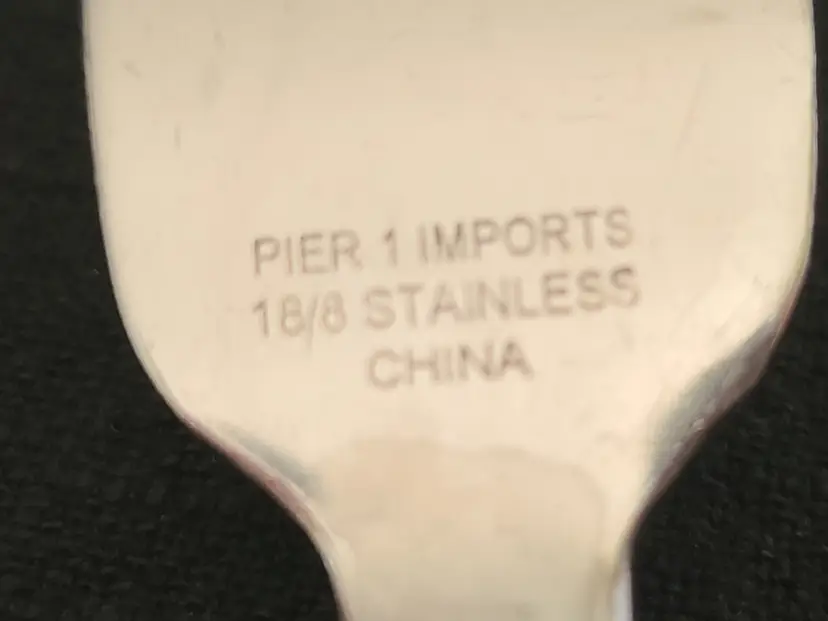 PIER 1 IMPORTS
18/8 STAINLESS
CHINA